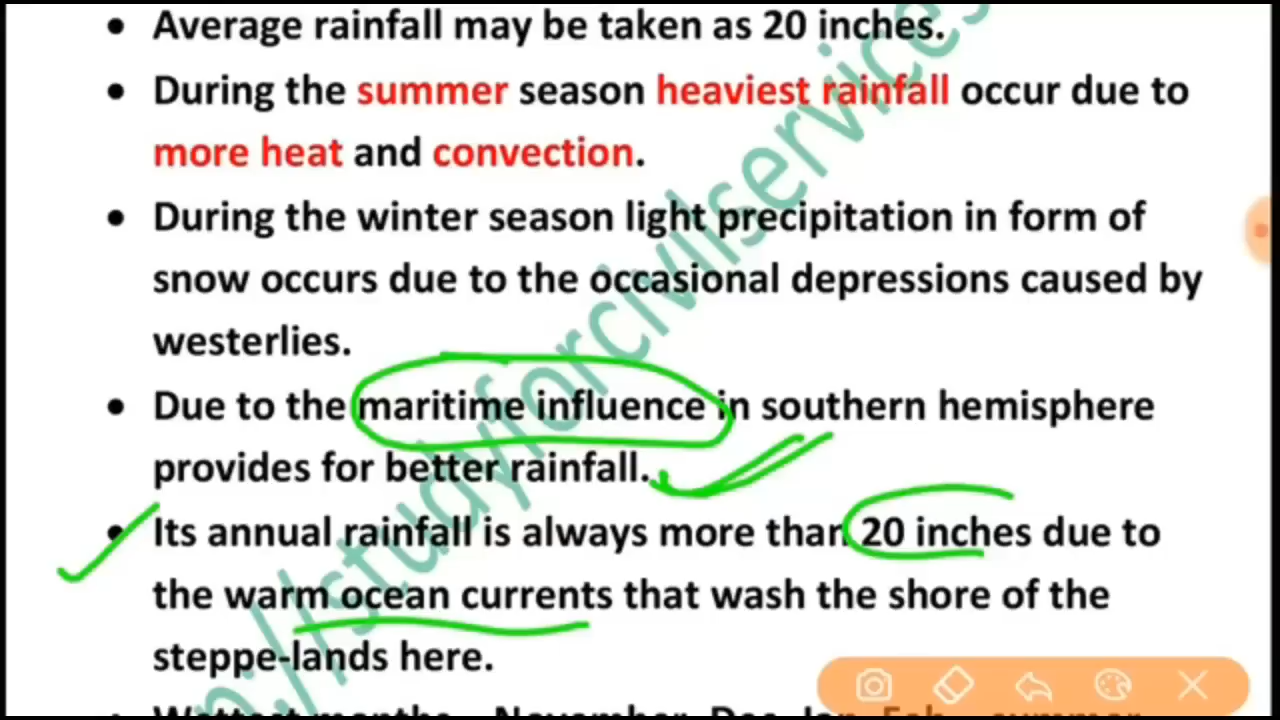 • Average rainfall may be taken as 20 inches.
• During the summer season heaviest rainfall occur due to
more heat and convection.
• During the winter season light precipitation in form of
snow occurs due to the occasional depressions caused by
westerlies.
• Due to the maritime influence in southern hemisphere
provides for better rainfall.
• Its annual rainfall is always more than 20 inches due to
the warm ocean currents that wash the shore of the
steppe-lands here.
• Wettest months
//studyforcivilservices